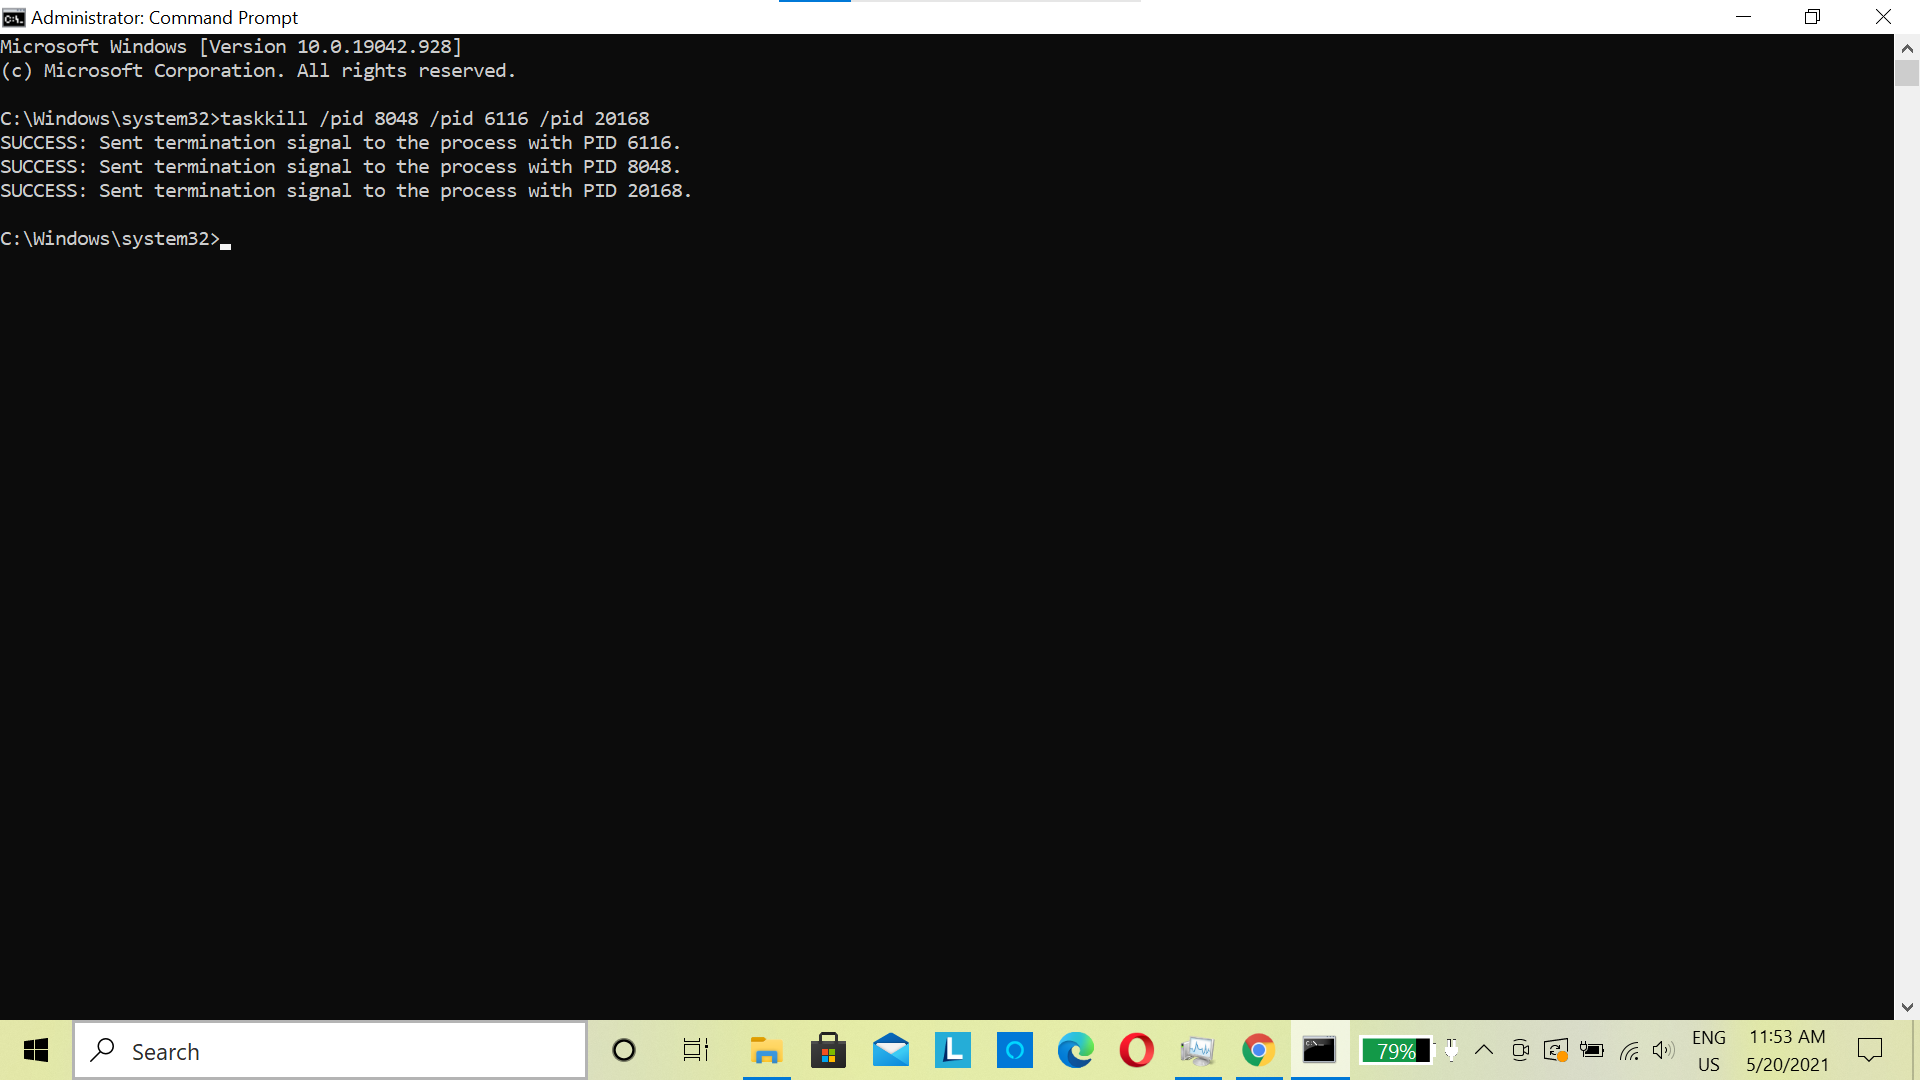 Administrator: Command Prompt
Microsoft Windows [Version 10.0.19042.928]
(c) Microsoft Corporation. All rights reserved.
C:\Windows\system32>taskkill /pid 8048 /pid 6116 /pid 20168
SUCCESS: Sent termination signal to the process with PID 6116.
SUCCESS: Sent termination signal to the process with PID 8048.
SUCCESS: Sent termination signal to the process with PID 20168.
C:\Windows\system32>
Search
79%
ENG
US
11:53 AM
5/20/2021